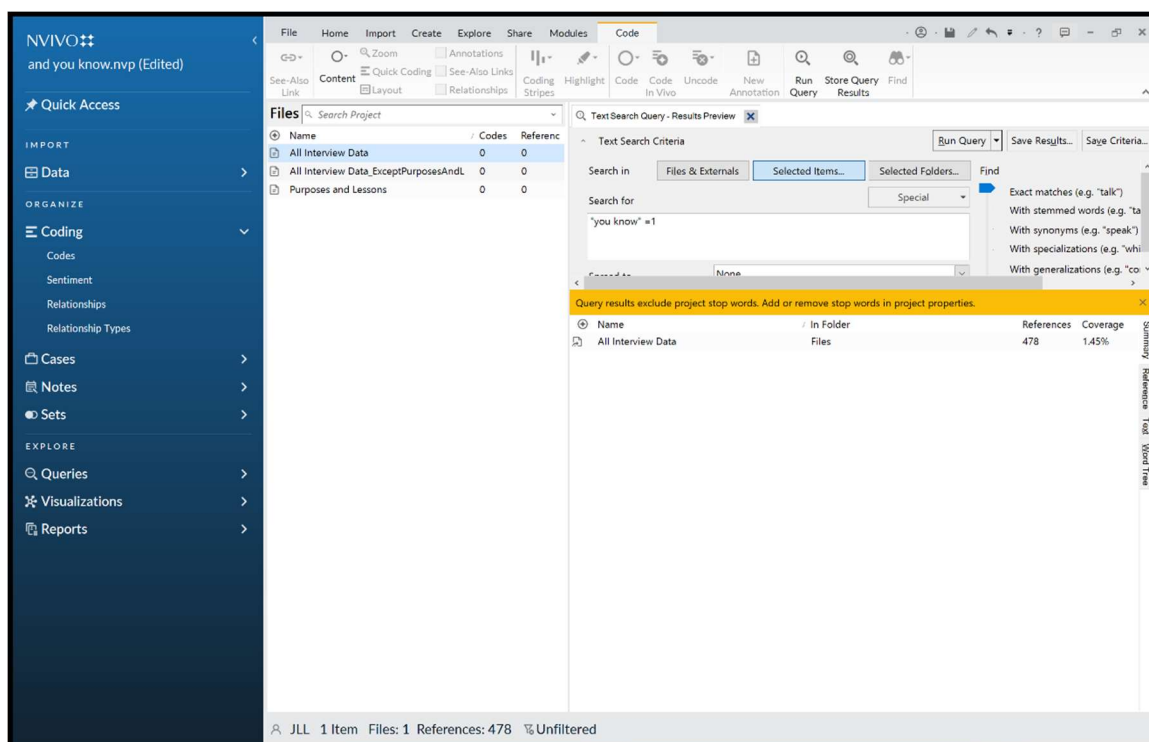 NVIVO
and you know.nvp (Edited)
Quick Access
IMPORT
Data
ORGANIZE
Coding
Codes
Sentiment
Relationships
Relationship Types
Cases
Notes
Sets
EXPLORE
Queries
Visualizations
Reports
File Home Import Create Explore Share Modules Code
See-Also Link
Content
Zoom
Quick Coding
Layout
Annotations
See-Also Links
Relationships
Coding Stripes
Highlight
Code
Code In Vivo
Uncode
New Annotation
Run Query
Store Query Results
Find
Files Search Project
Name Codes Referenc
All Interview Data 0 0
All Interview Data_ExceptPurposesAndL 0 0
Purposes and Lessons 0 0
Text Search Query - Results Preview
Text Search Criteria Run Query Save Results... Save Criteria...
Search in Files & Externals Selected Items... Selected Folders... Find
Search for Special
"you know" =1
Spread to None
Exact matches (e.g. "talk")
With stemmed words (e.g. "ta
With synonyms (e.g. "speak")
With specializations (e.g. "whi
With generalizations (e.g. "co
Query results exclude project stop words. Add or remove stop words in project properties.
Name In Folder References Coverage
All Interview Data Files 478 1.45%
Summary
Reference
Text
Word Tree
JLL 1 Item Files: 1 References: 478 Unfiltered